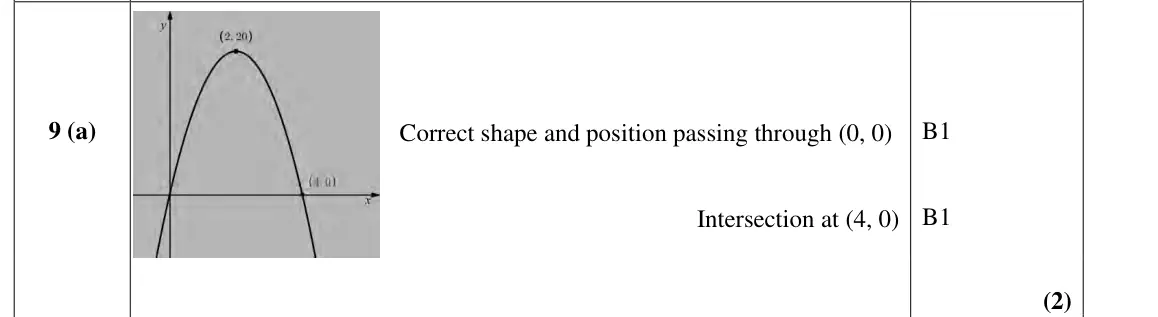 y
(2, 20)
9 (a)
Correct shape and position passing through (0, 0)
B1
(4, 0)
x
Intersection at (4, 0)
B1
(2)